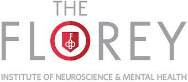 THE
FLOREY
INSTITUTE OF NEUROSCIENCE & MENTAL HEALTH